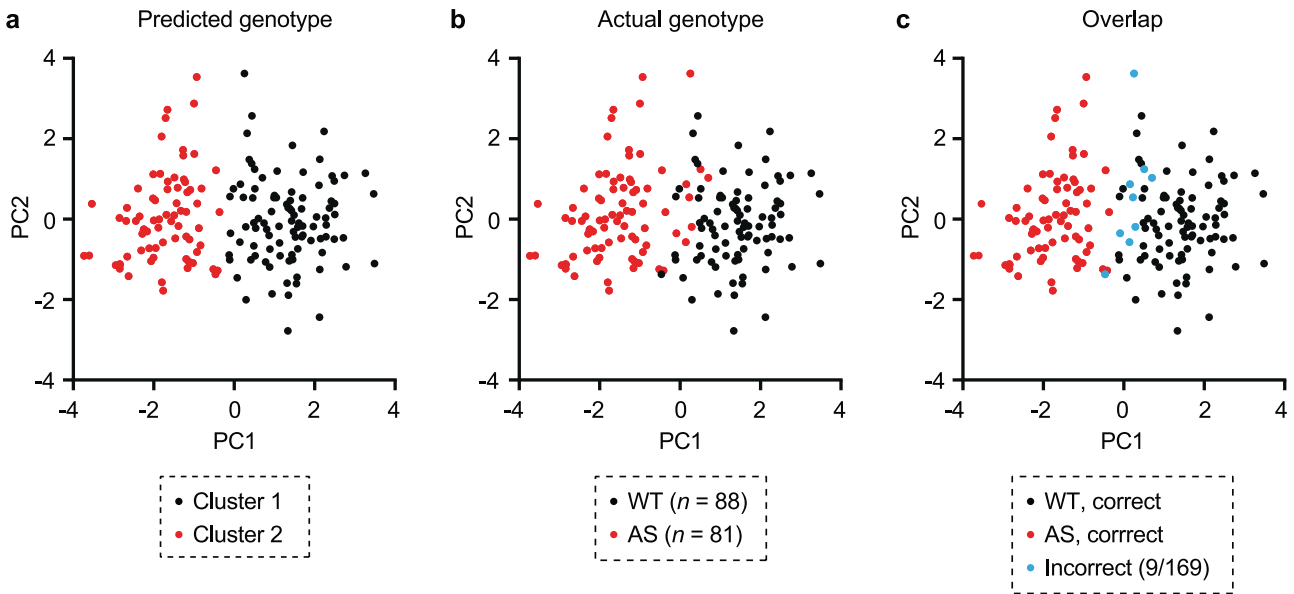 a
Predicted genotype
4
2
0
-2
-4
PC2
-4
-2
0
2
4
PC1
Cluster 1
Cluster 2
b
Actual genotype
4
2
0
-2
-4
PC2
-4
-2
0
2
4
PC1
WT (n = 88)
AS (n = 81)
c
Overlap
4
2
0
-2
-4
PC2
-4
-2
0
2
4
PC1
WT, correct
AS, corrrect
Incorrect (9/169)